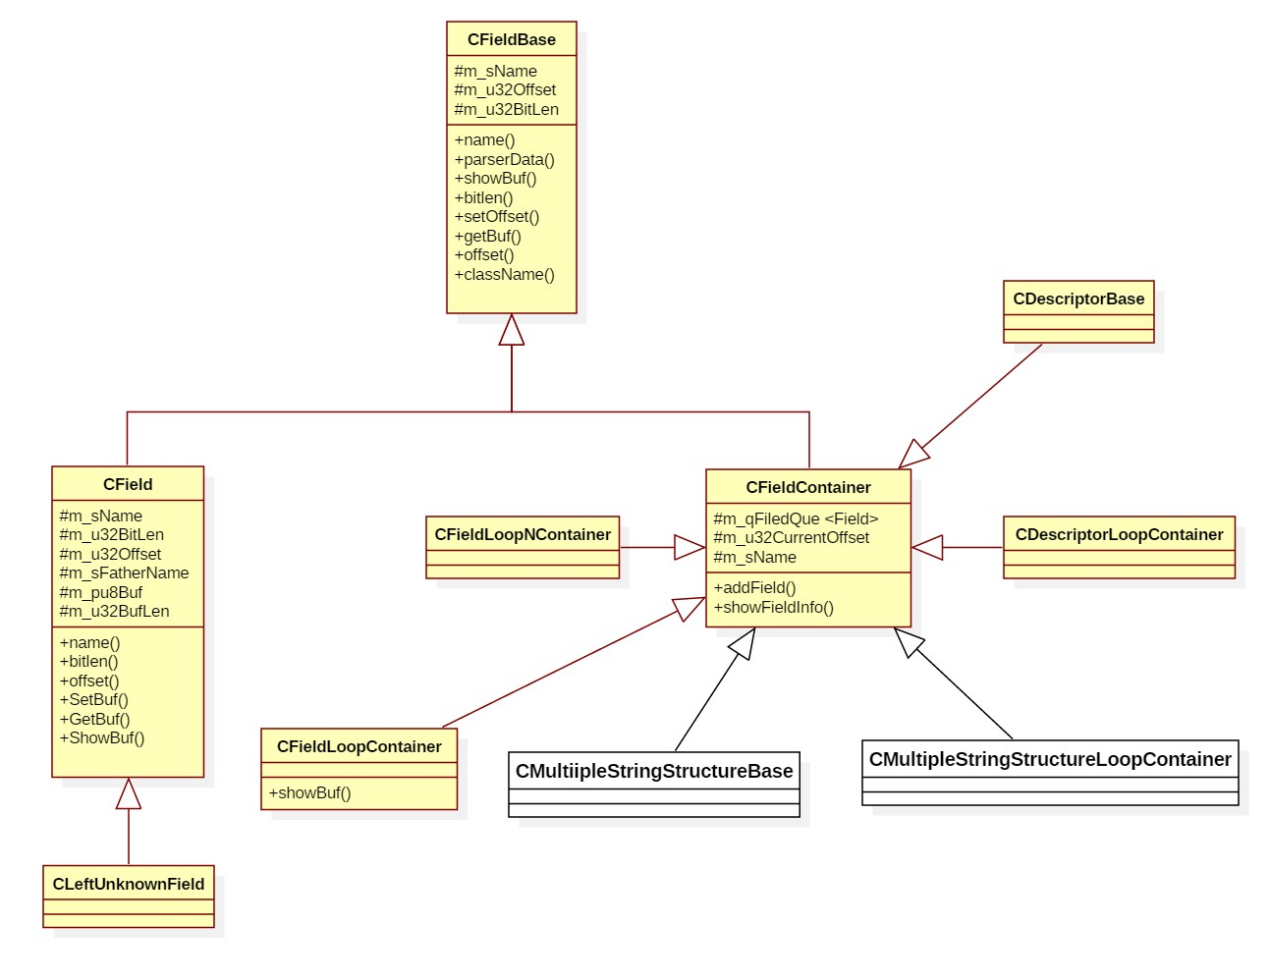 CFieldBase
#m_sName
#m_u32Offset
#m_u32BitLen
+name()
+parserData()
+showBuf()
+bitlen()
+setOffset()
+getBuf()
+offset()
+className()
CDescriptorBase
CField
#m_sName
#m_u32BitLen
#m_u32Offset
#m_sFatherName
#m_pu8Buf
#m_u32BufLen
+name()
+bitlen()
+offset()
+SetBuf()
+GetBuf()
+ShowBuf()
CFieldLoopNContainer
CFieldContainer
#m_qFiledQue <Field>
#m_u32CurrentOffset
#m_sName
+addField()
+showFieldInfo()
CDescriptorLoopContainer
CFieldLoopContainer
+showBuf()
CMultiipleStringStructureBase
CMultipleStringStructureLoopContainer
CLeftUnknownField